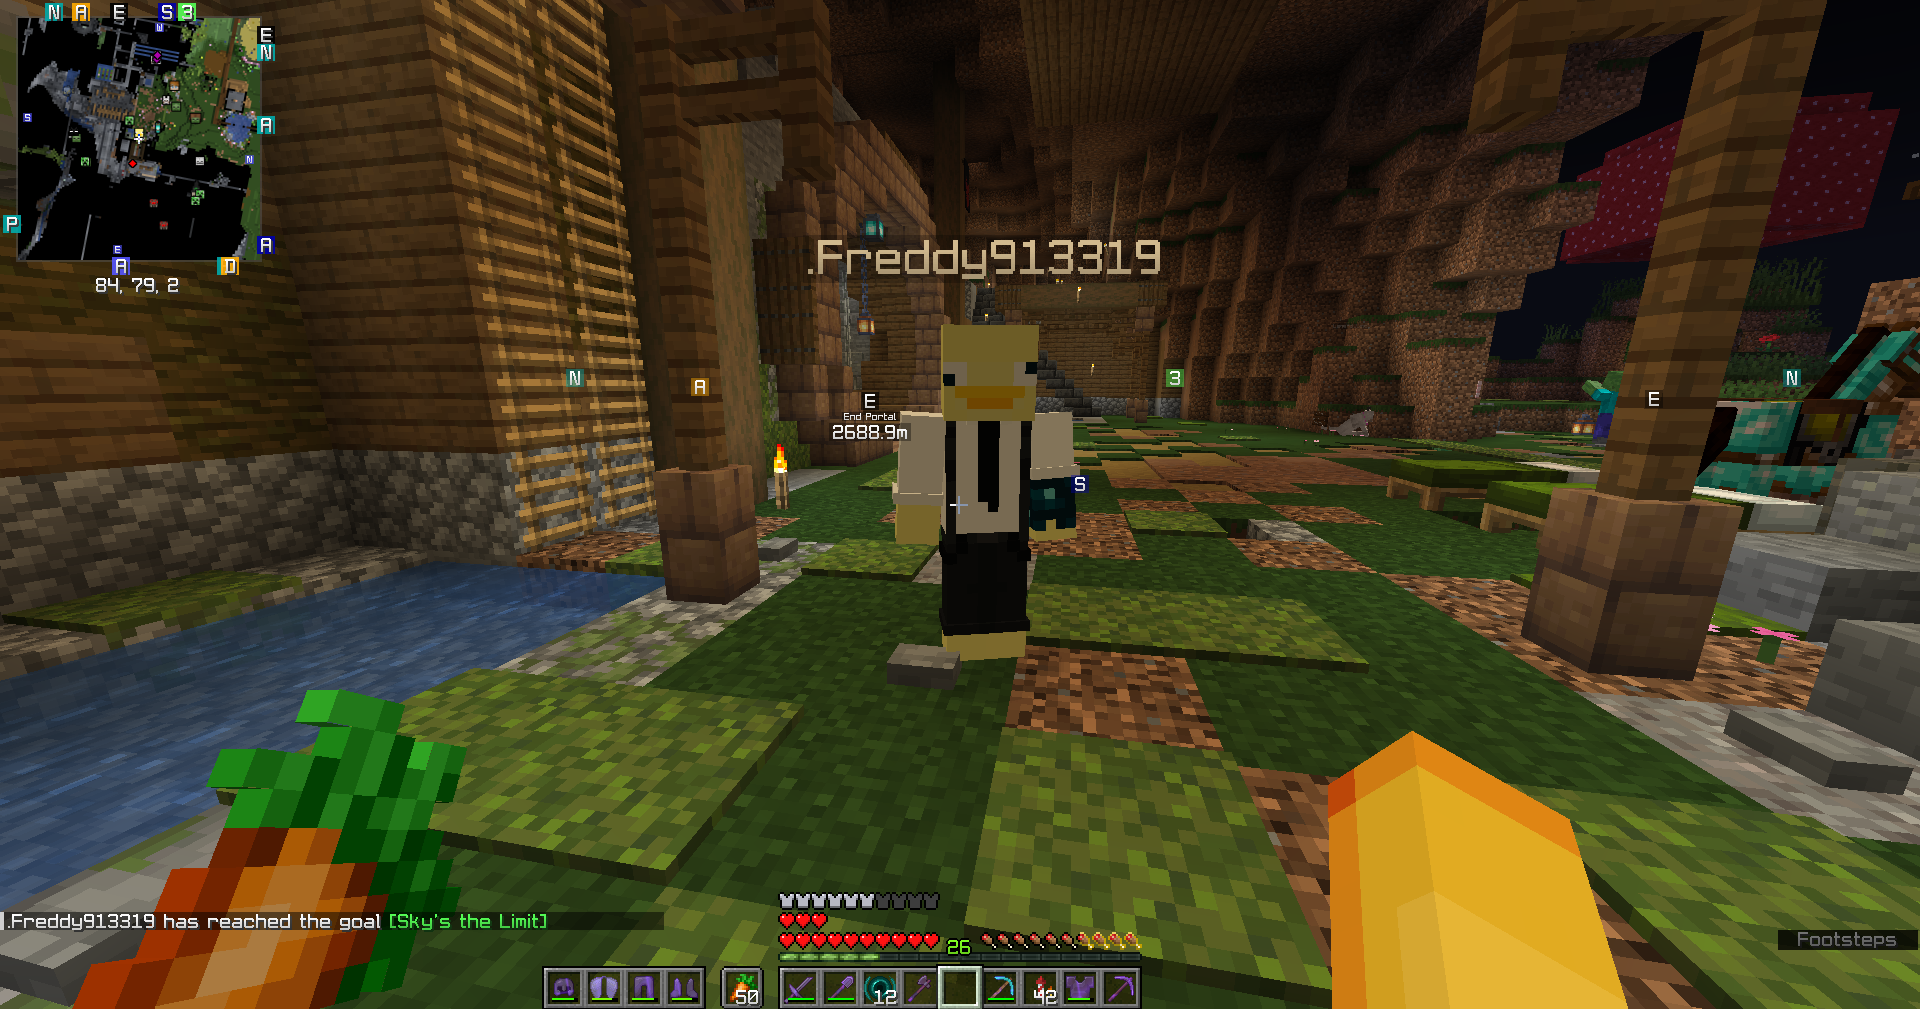 N A E S 3
E
N
S
A
N
P
E
A
A
D
84, 79, 2
.Freddy913319
N
A
E
End Portal
2688.9m
3
E
N
S
.Freddy913319 has reached the goal [Sky's the Limit]
Footsteps
26
50
12
42